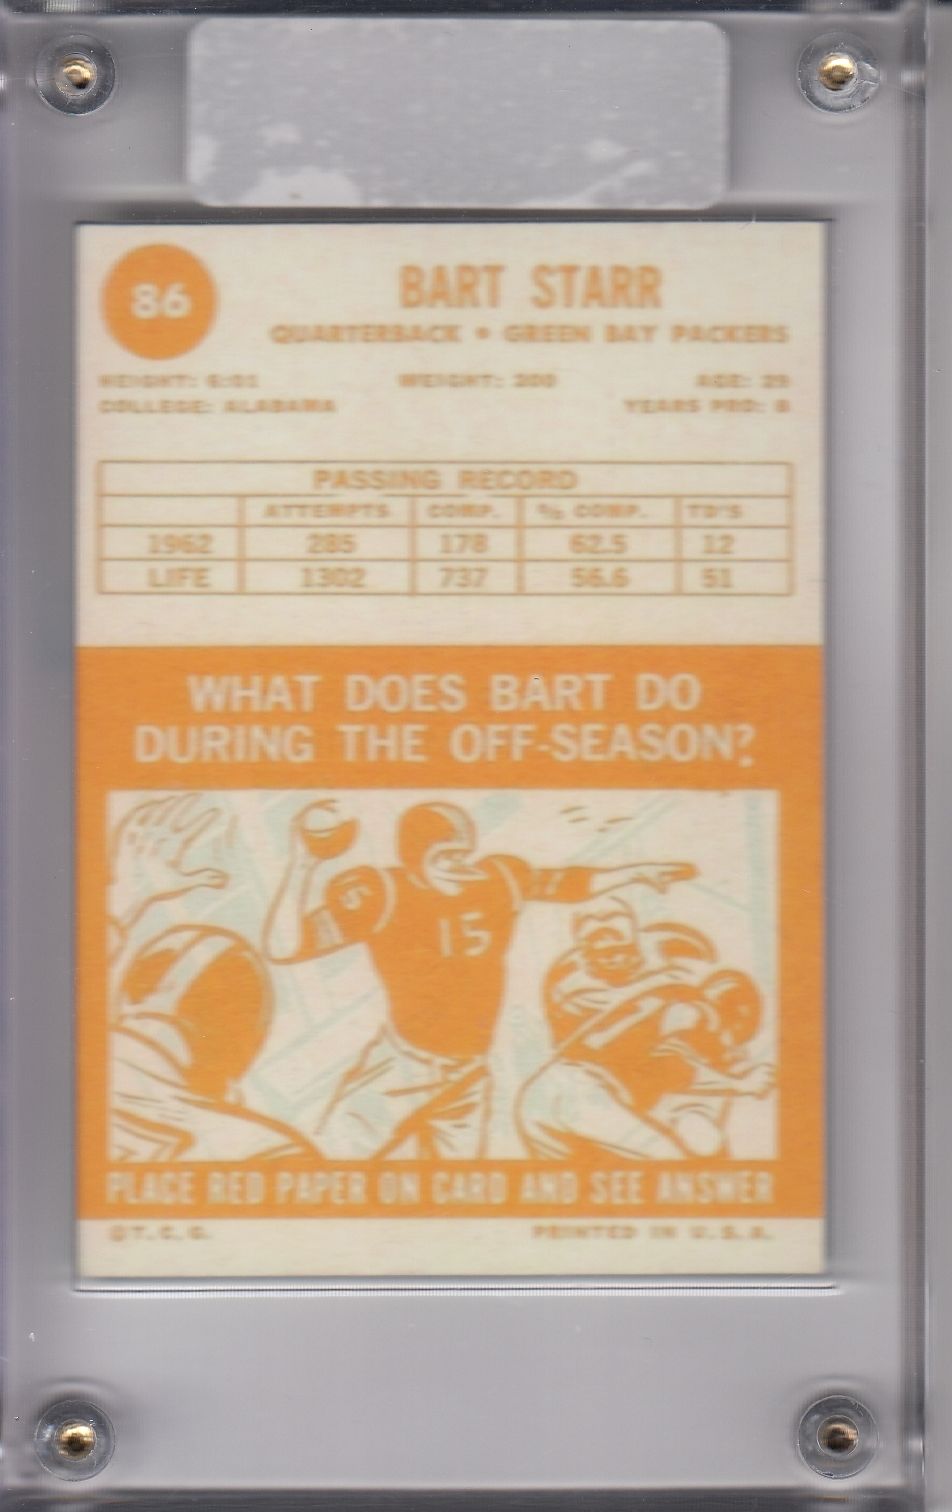 86
BART STARR
QUARTERBACK • GREEN BAY PACKERS
HEIGHT: 6:01 WEIGHT: 200 AGE: 29
COLLEGE: ALABAMA YEARS PRO: 8
PASSING RECORD
ATTEMPTS COMP. % COMP. TD'S
1962 285 178 62.5 12
LIFE 1302 737 56.6 51
WHAT DOES BART DO
DURING THE OFF-SEASON?
15
15
PLACE RED PAPER ON CARD AND SEE ANSWER
©T.C.G. PRINTED IN U.S.A.